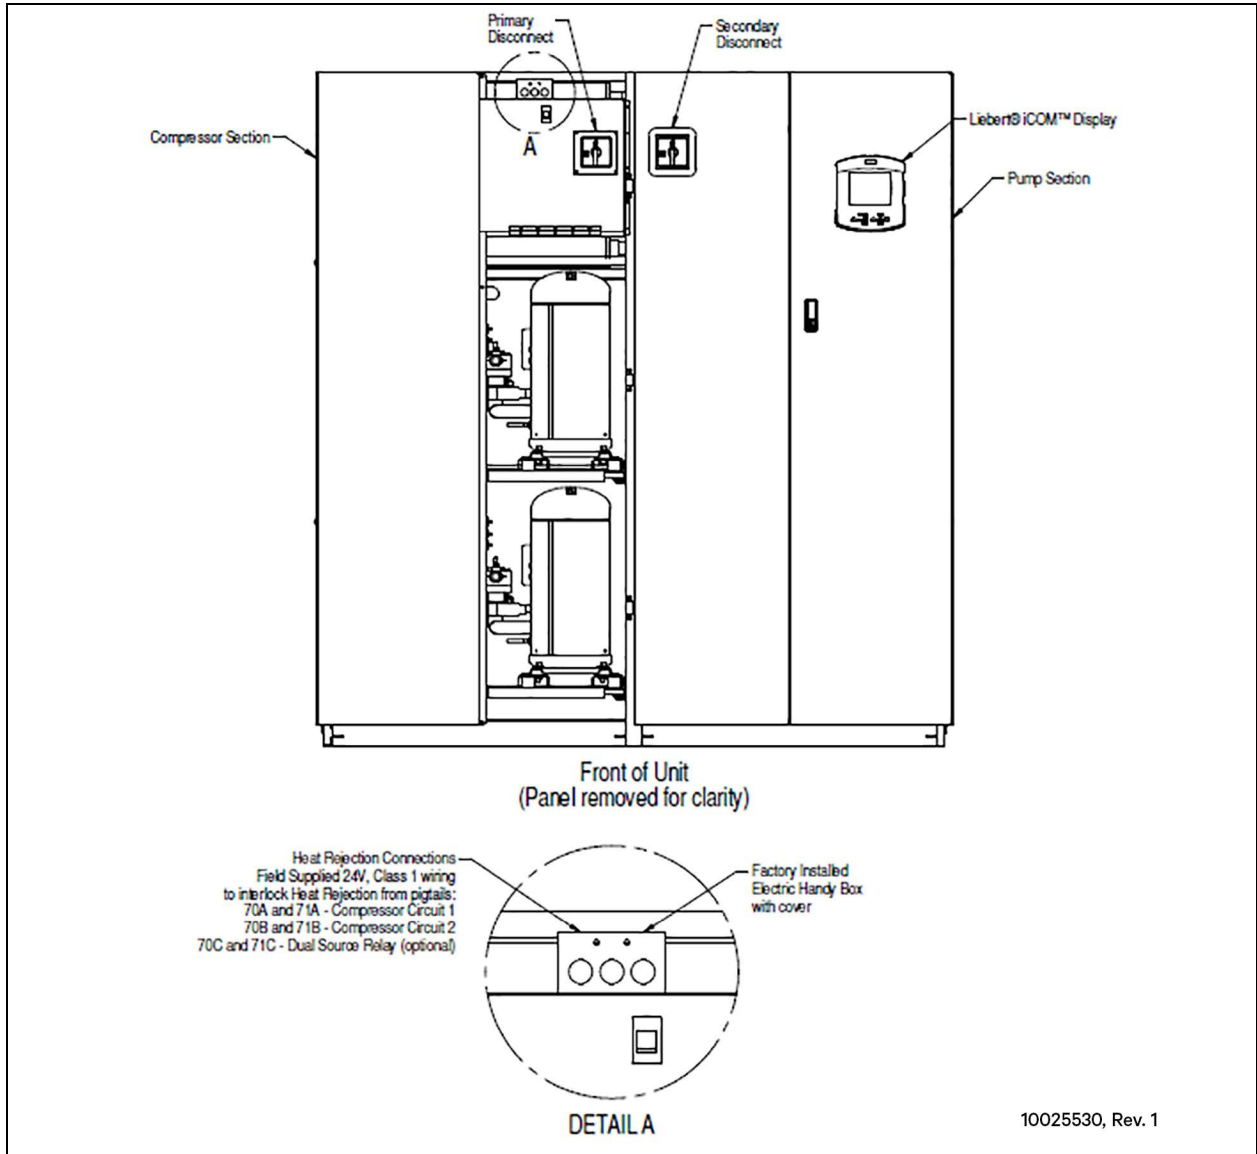 Primary
Disconnect
Secondary
Disconnect
Liebert® iCOM™ Display
Compressor Section
A
Pump Section
Front of Unit
(Panel removed for clarity)
Heat Rejection Connections
Field Supplied 24V, Class 1 wiring
to interlock Heat Rejection from pigtails:
70A and 71A - Compressor Circuit 1
70B and 71B - Compressor Circuit 2
70C and 71C - Dual Source Relay (optional)
Factory Installed
Electric Handy Box
with cover
DETAIL A
10025530, Rev. 1